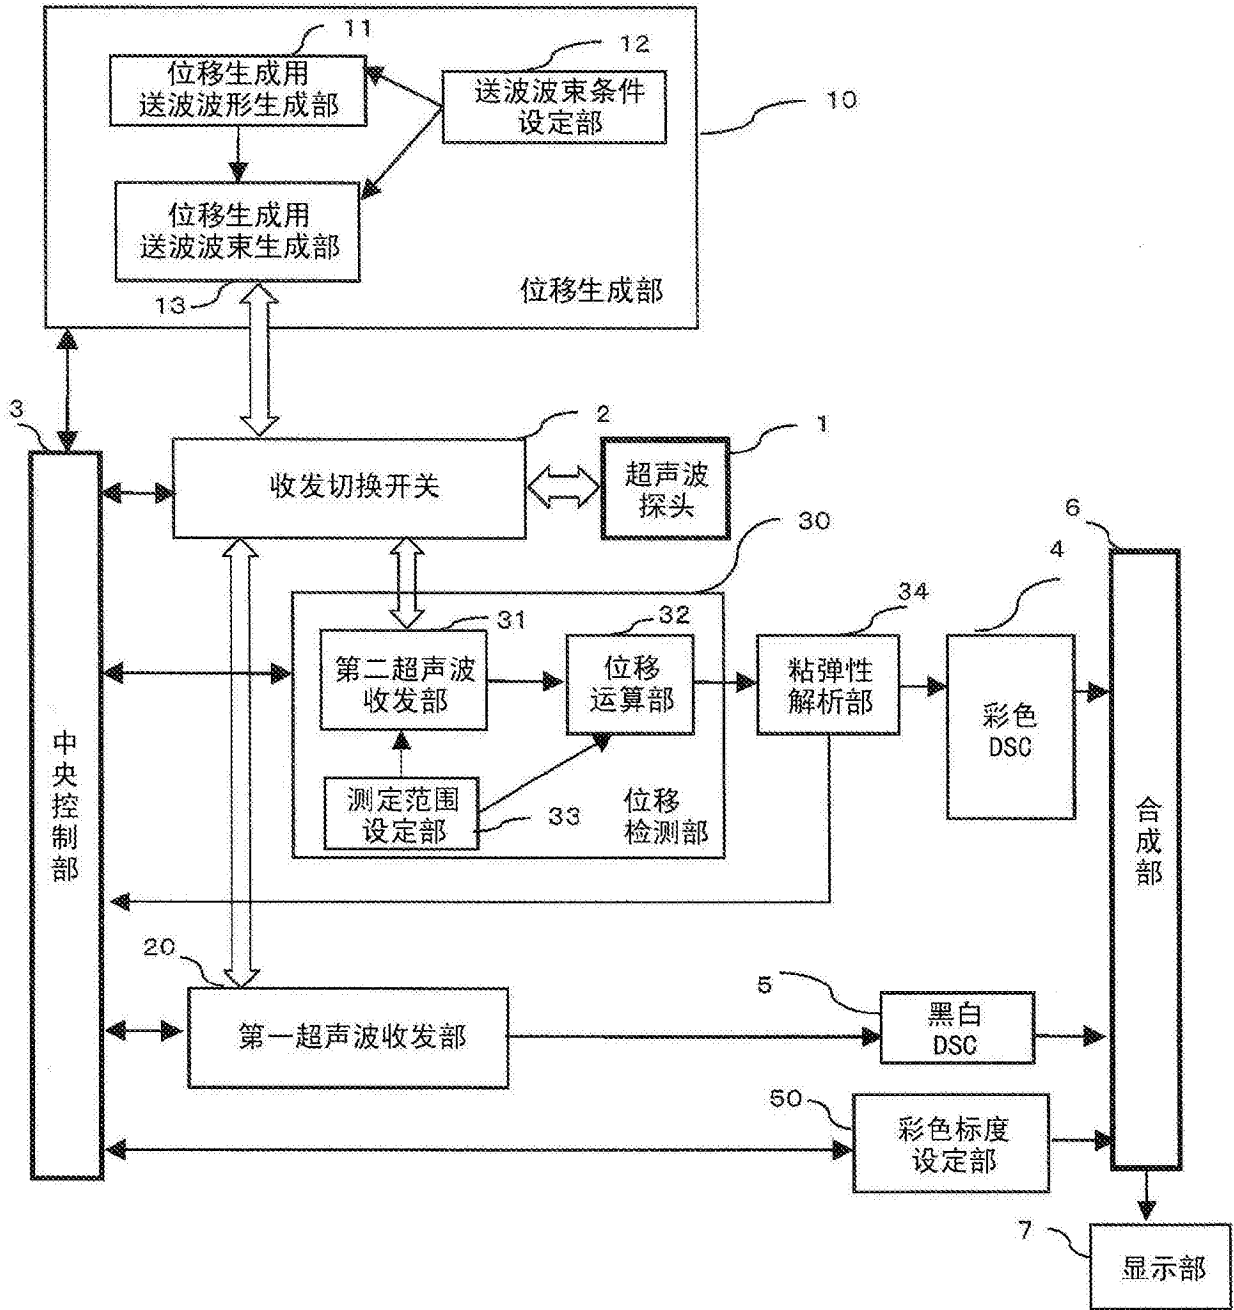 11
12
位移生成用
送波波形生成部
送波波束条件
设定部
10
位移生成用
送波波束生成部
13
位移生成部
3
2
1
收发切换开关
超声波
探头
30
6
4
34
31
32
第二超声波
收发部
位移
运算部
粘弹性
解析部
彩色
DSC
中央控制部
测定范围
设定部
33
位移
检测部
合成部
20
5
第一超声波收发部
黑白
DSC
50
彩色标度
设定部
7
显示部